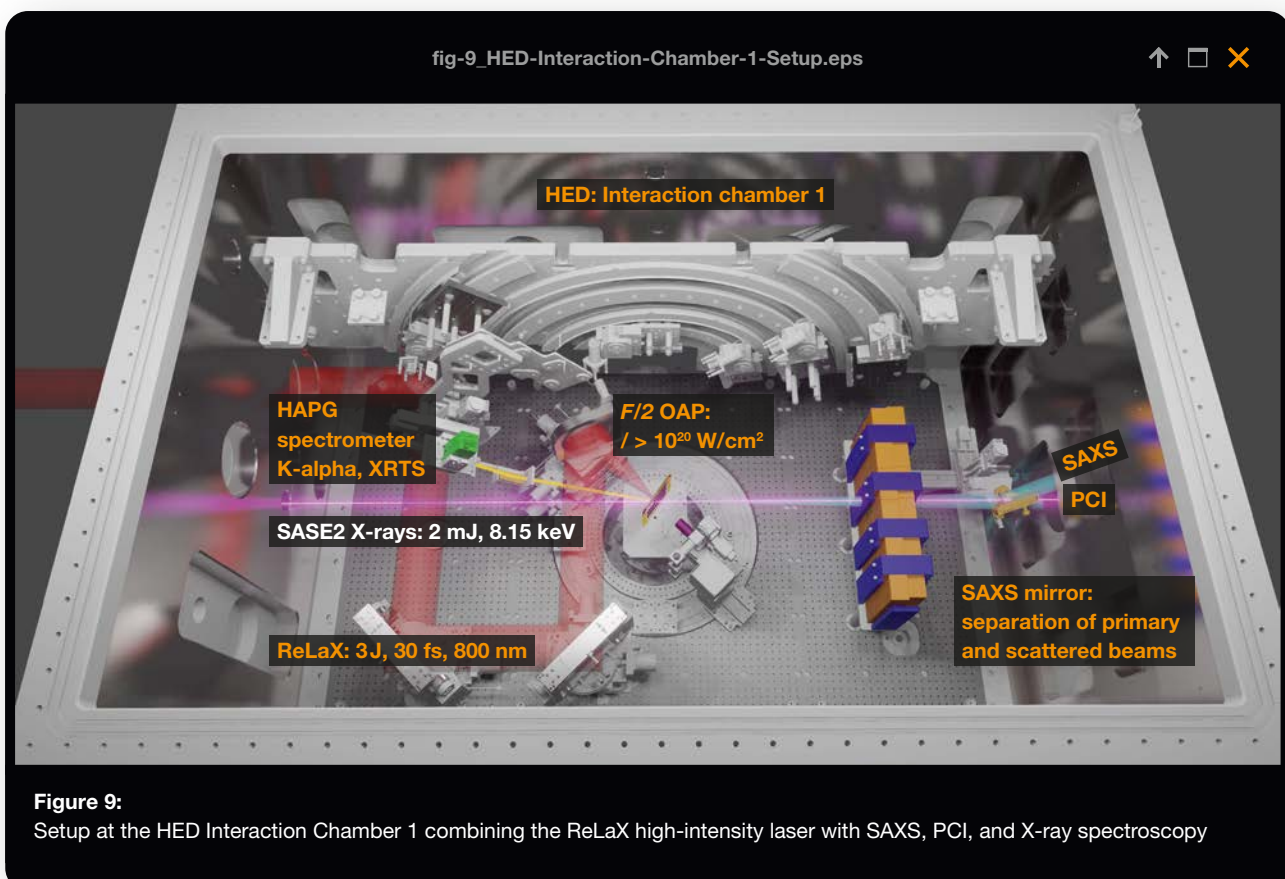 fig-9_HED-Interaction-Chamber-1-Setup.eps
HED: Interaction chamber 1
HAPG
spectrometer
K-alpha, XRTS
F/2 OAP:
/ > 10²⁰ W/cm²
SAXS
PCI
SASE2 X-rays: 2 mJ, 8.15 keV
SAXS mirror:
separation of primary
and scattered beams
ReLaX: 3J, 30 fs, 800 nm
Figure 9:
Setup at the HED Interaction Chamber 1 combining the ReLaX high-intensity laser with SAXS, PCI, and X-ray spectroscopy